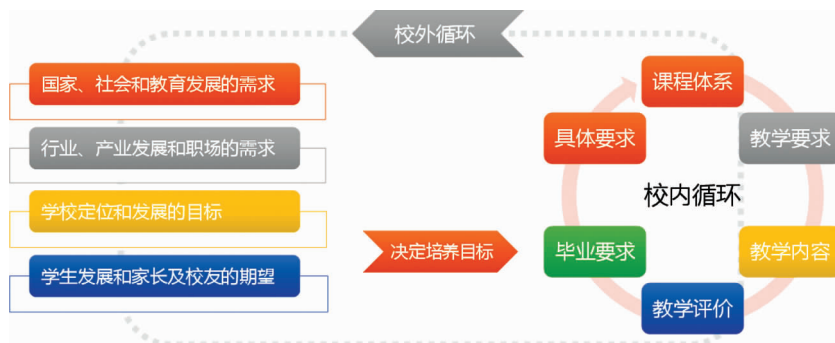 校外循环
国家、社会和教育发展的需求
行业、产业发展和职场的需求
学校定位和发展的目标
学生发展和家长及校友的期望
决定培养目标
课程体系
具体要求
教学要求
校内循环
毕业要求
教学内容
教学评价